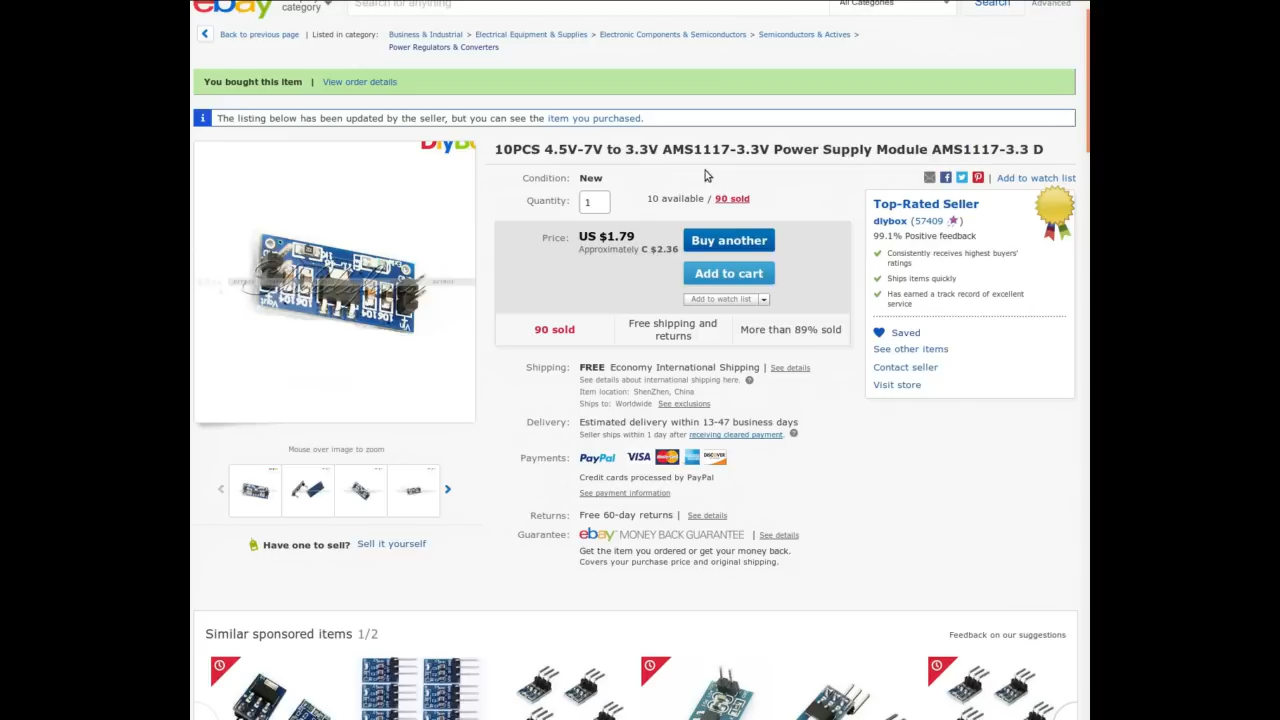 ebay
category
Search for anything
All Categories
Search
Advanced
Back to previous page | Listed in category:
Business & Industrial > Electrical Equipment & Supplies > Electronic Components & Semiconductors > Semiconductors & Actives >
Power Regulators & Converters
You bought this item | View order details
i The listing below has been updated by the seller, but you can see the item you purchased.
10PCS 4.5V-7V to 3.3V AMS1117-3.3V Power Supply Module AMS1117-3.3 D
Condition: New
| Add to watch list
Quantity: 1
10 available / 90 sold
Price: US $1.79
Approximately C $2.36
Buy another
Add to cart
Add to watch list
90 sold
Free shipping and returns
More than 89% sold
Top-Rated Seller
diybox (57409 )
99.1% Positive feedback
Consistently receives highest buyers'
ratings
Ships items quickly
Has earned a track record of excellent
service
Saved
See other items
Contact seller
Visit store
Shipping: FREE Economy International Shipping | See details
See details about international shipping here.
Item location: ShenZhen, China
Ships to: Worldwide See exclusions
Delivery: Estimated delivery within 13-47 business days
Seller ships within 1 day after receiving cleared payment.
Payments: PayPal VISA MasterCard DISCOVER
Credit cards processed by PayPal
See payment information
Returns: Free 60-day returns | See details
Guarantee: ebay MONEY BACK GUARANTEE | See details
Get the item you ordered or get your money back.
Covers your purchase price and original shipping.
Mouse over image to zoom
Have one to sell? Sell it yourself
Similar sponsored items 1/2
Feedback on our suggestions